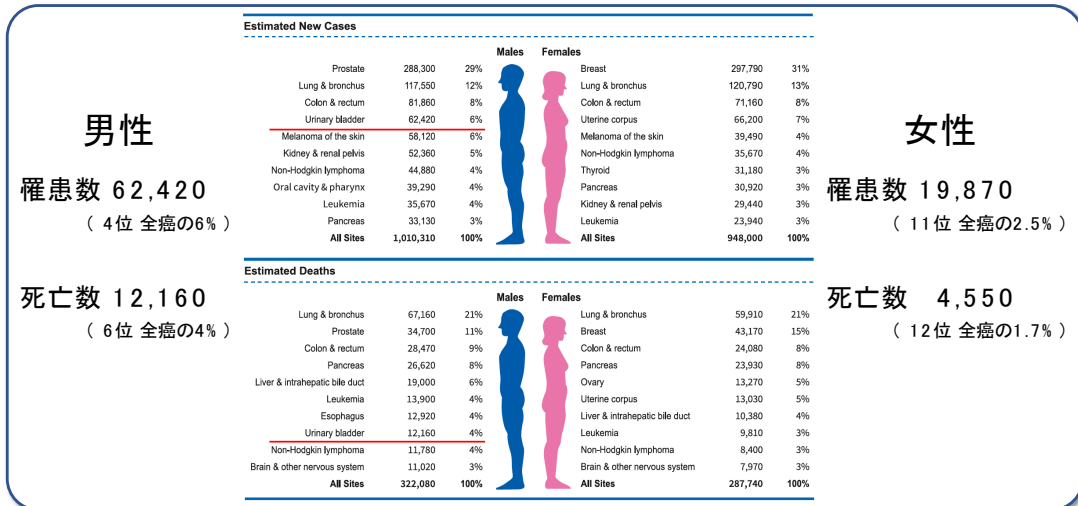 男性
罹患数 62,420
( 4位 全癌の6% )
死亡数 12,160
( 6位 全癌の4% )
Estimated New Cases
Males Females
Prostate 288,300 29% Breast 297,790 31%
Lung & bronchus 117,550 12% Lung & bronchus 120,790 13%
Colon & rectum 81,860 8% Colon & rectum 71,160 8%
Urinary bladder 62,420 6% Uterine corpus 66,200 7%
Melanoma of the skin 58,120 6% Melanoma of the skin 39,490 4%
Kidney & renal pelvis 52,360 5% Non-Hodgkin lymphoma 35,670 4%
Non-Hodgkin lymphoma 44,880 4% Thyroid 31,180 3%
Oral cavity & pharynx 39,290 4% Pancreas 30,920 3%
Leukemia 35,670 4% Kidney & renal pelvis 29,440 3%
Pancreas 33,130 3% Leukemia 23,940 3%
All Sites 1,010,310 100% All Sites 948,000 100%
Estimated Deaths
Males Females
Lung & bronchus 67,160 21% Lung & bronchus 59,910 21%
Prostate 34,700 11% Breast 43,170 15%
Colon & rectum 28,470 9% Colon & rectum 24,080 8%
Pancreas 26,620 8% Pancreas 23,930 8%
Liver & intrahepatic bile duct 19,000 6% Ovary 13,270 5%
Leukemia 13,900 4% Uterine corpus 13,030 5%
Esophagus 12,920 4% Liver & intrahepatic bile duct 10,380 4%
Urinary bladder 12,160 4% Leukemia 9,810 3%
Non-Hodgkin lymphoma 11,780 4% Non-Hodgkin lymphoma 8,400 3%
Brain & other nervous system 11,020 3% Brain & other nervous system 7,970 3%
All Sites 322,080 100% All Sites 287,740 100%
女性
罹患数 19,870
( 11位 全癌の2.5% )
死亡数 4,550
( 12位 全癌の1.7% )